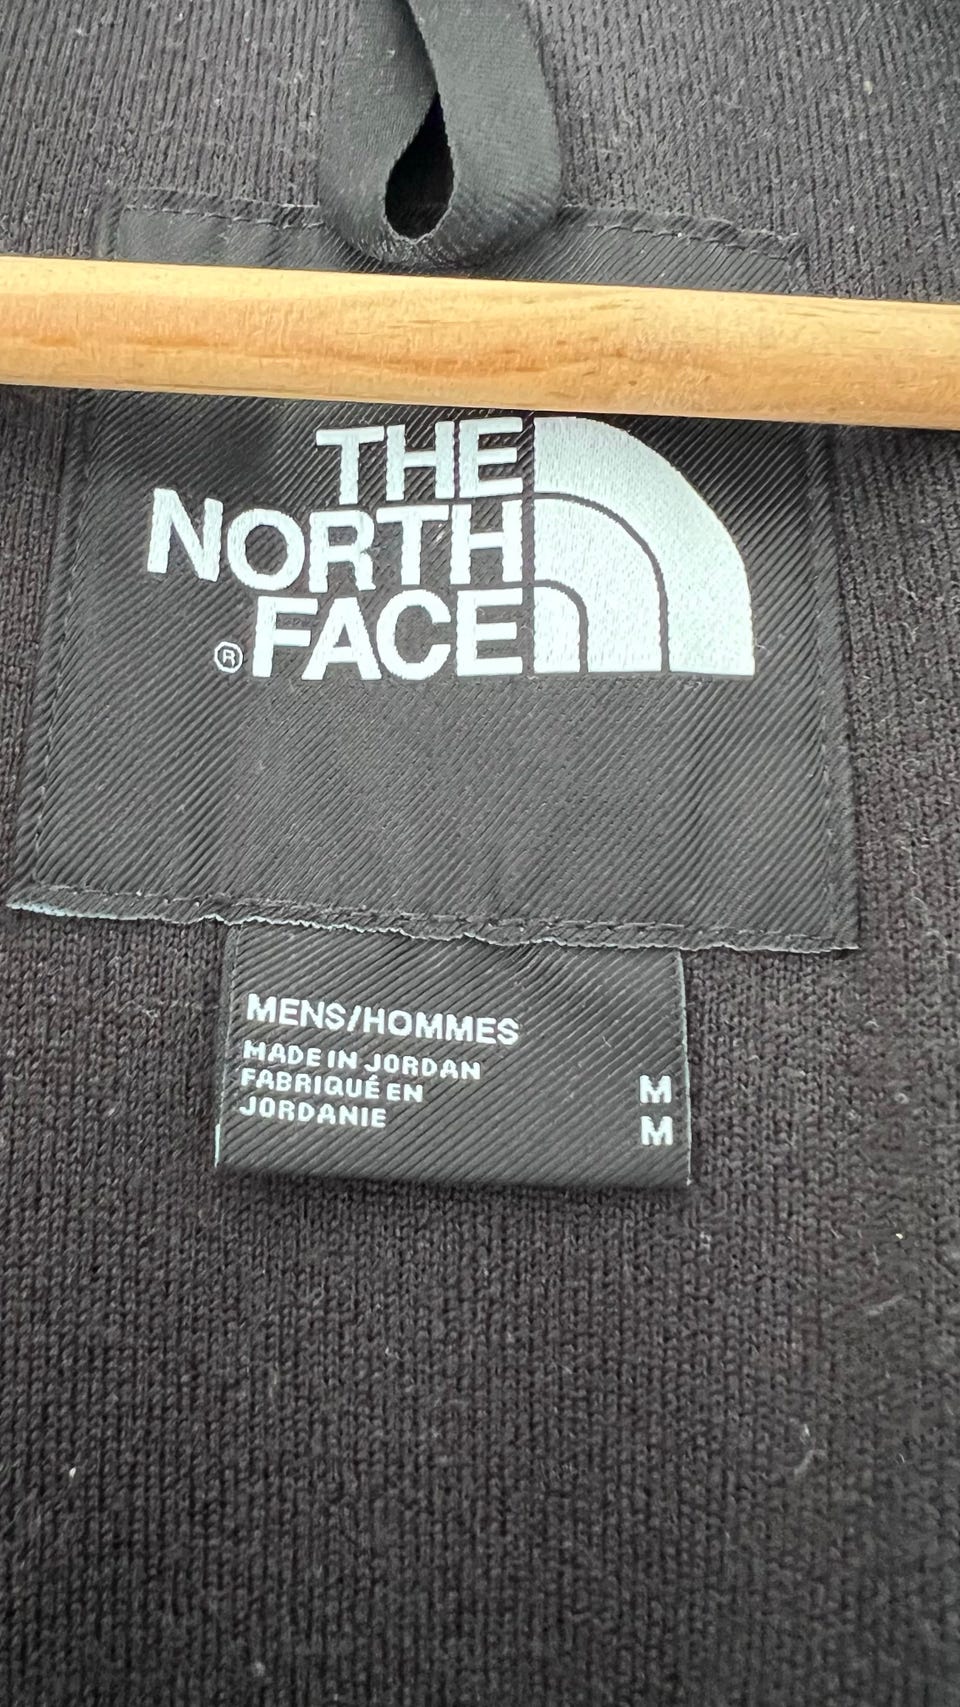 THE
NORTH
® FACE
MENS/HOMMES
MADE IN JORDAN
FABRIQUÉ EN M
JORDANIE M